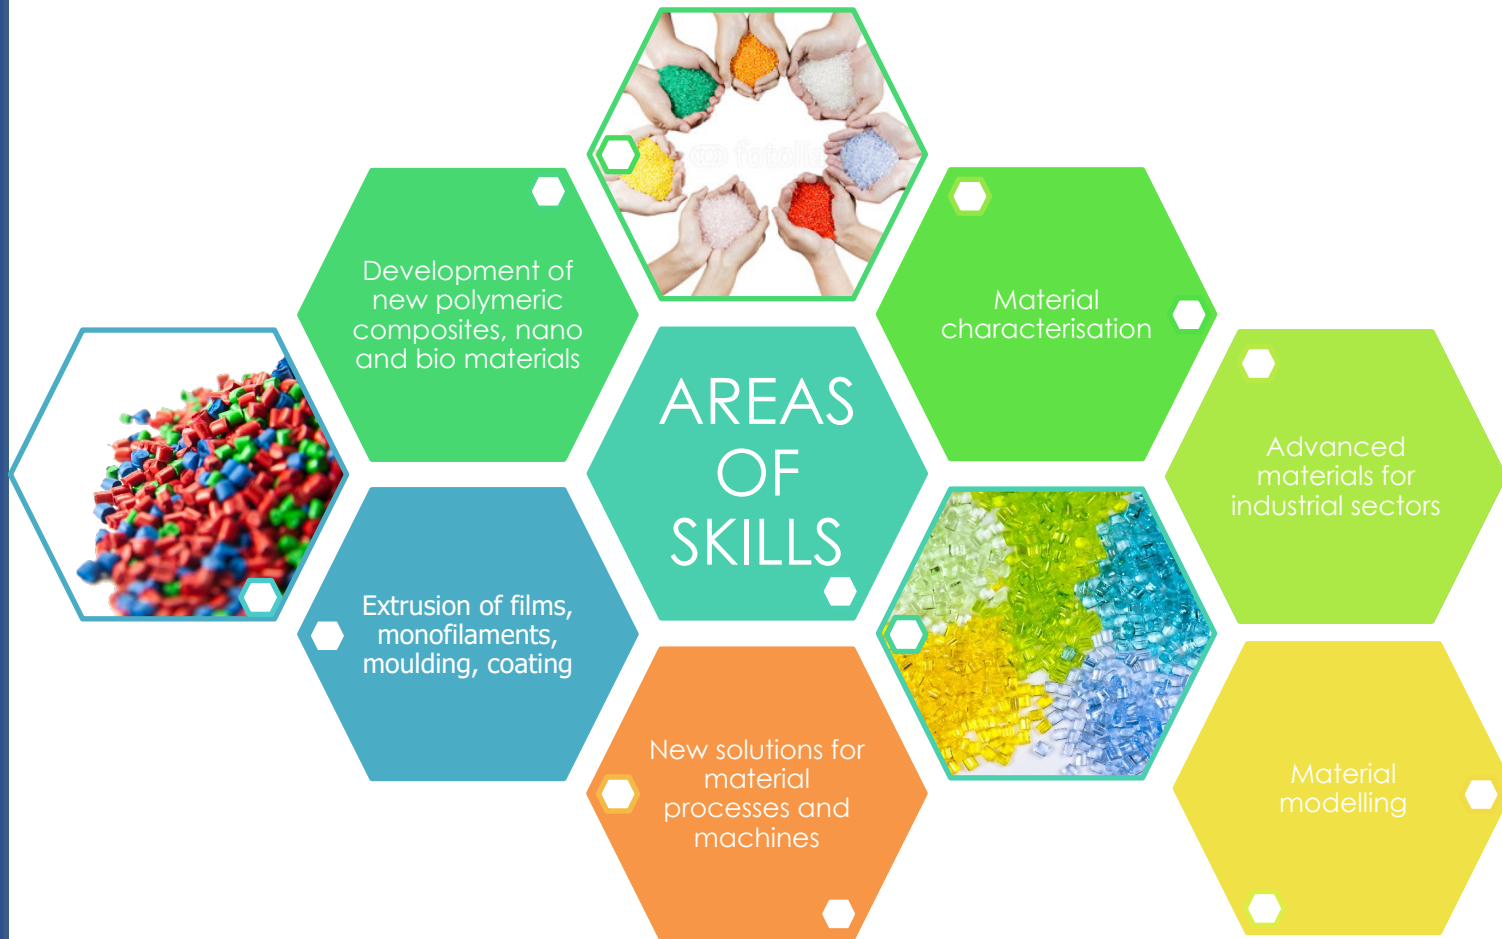 fotolia
Development of
new polymeric
composites, nano
and bio materials
Material
characterisation
AREAS
OF
SKILLS
Advanced
materials for
industrial sectors
Extrusion of films,
monofilaments,
moulding, coating
New solutions for
material
processes and
machines
Material
modelling